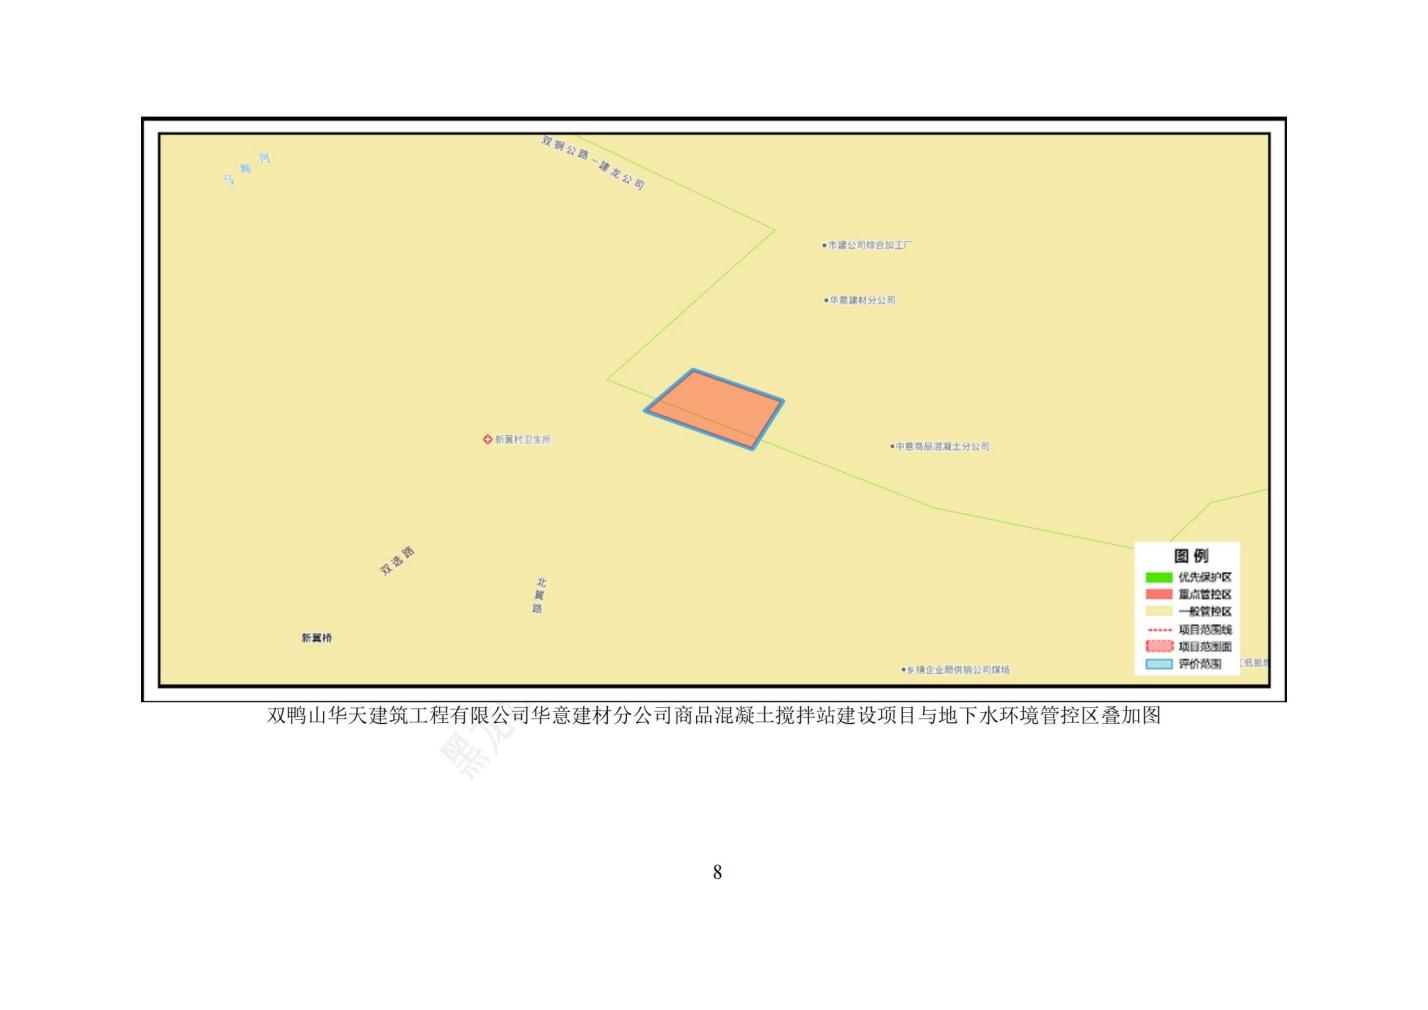 马蹄河
双钢公路－建龙公司
市建公司综合加工厂
华意建材分公司
新翼村卫生所
中意商品混凝土分公司
双选路
北翼路
新翼桥
乡镇企业局供销公司煤场
图例
优先保护区
重点管控区
一般管控区
项目范围线
项目范围面
评价范围
双鸭山华天建筑工程有限公司华意建材分公司商品混凝土搅拌站建设项目与地下水环境管控区叠加图
黑龙
8